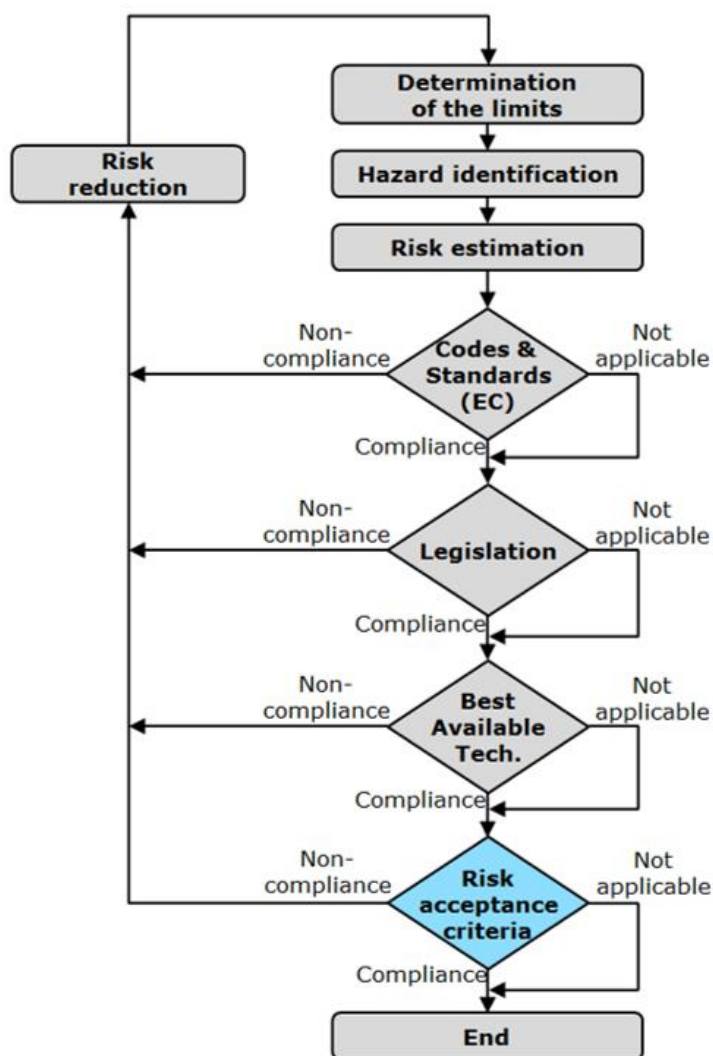 Determination
of the limits
Risk
reduction
Hazard identification
Risk estimation
Non-
compliance
Codes &
Standards
(EC)
Not
applicable
Compliance
Non-
compliance
Legislation
Not
applicable
Compliance
Non-
compliance
Best
Available
Tech.
Not
applicable
Compliance
Non-
compliance
Risk
acceptance
criteria
Not
applicable
Compliance
End